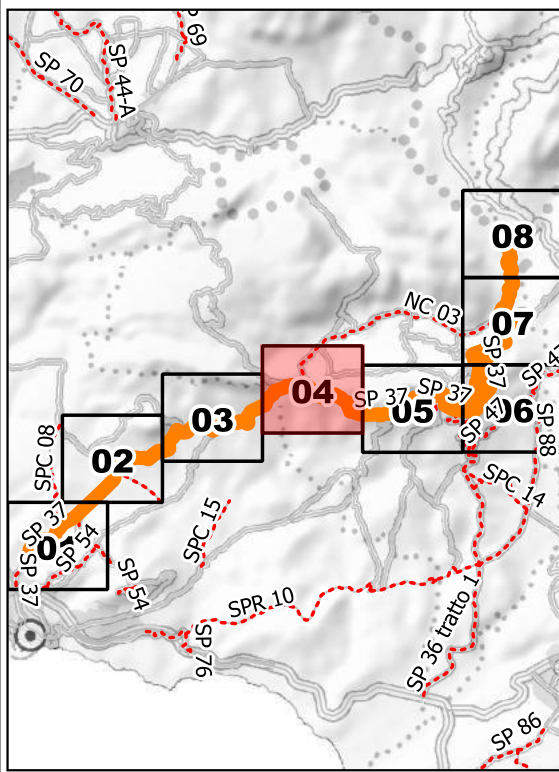 SP 69
SP 70
SP 44-A
08
NC 03
07
SP 37
04
SP 37
SP 37
05
SP 47
06
SP 88
03
SPC 08
02
SPC 15
SPC 14
SP 37
01
SP 54
SP 37
SP 54
SPR 10
SP 76
SP 36 tratto 1
SP 86